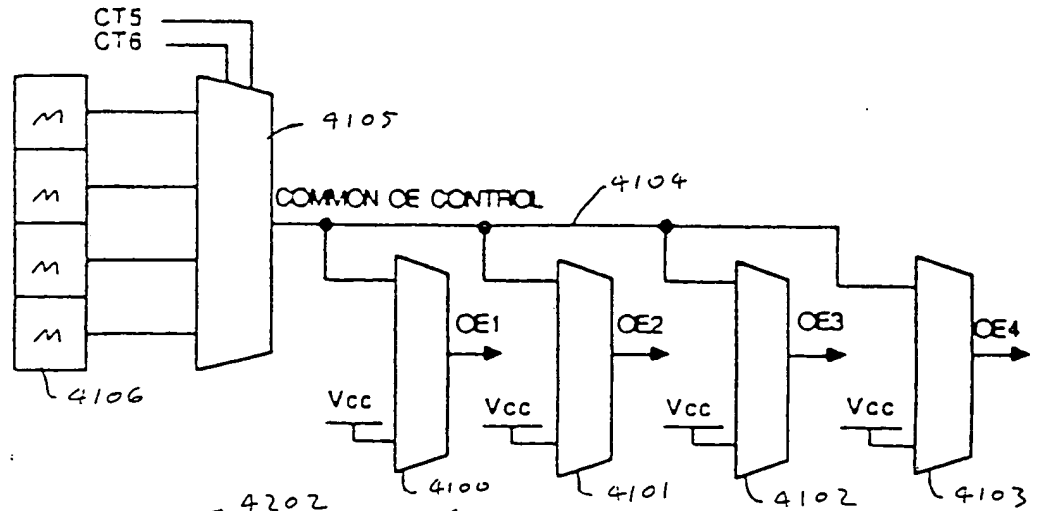 CT5
CT6
M
M
M
M
4105
4106
COMMON OE CONTROL
4104
OE1
OE2
OE3
OE4
Vcc
Vcc
Vcc
Vcc
4100
4101
4102
4103
4202